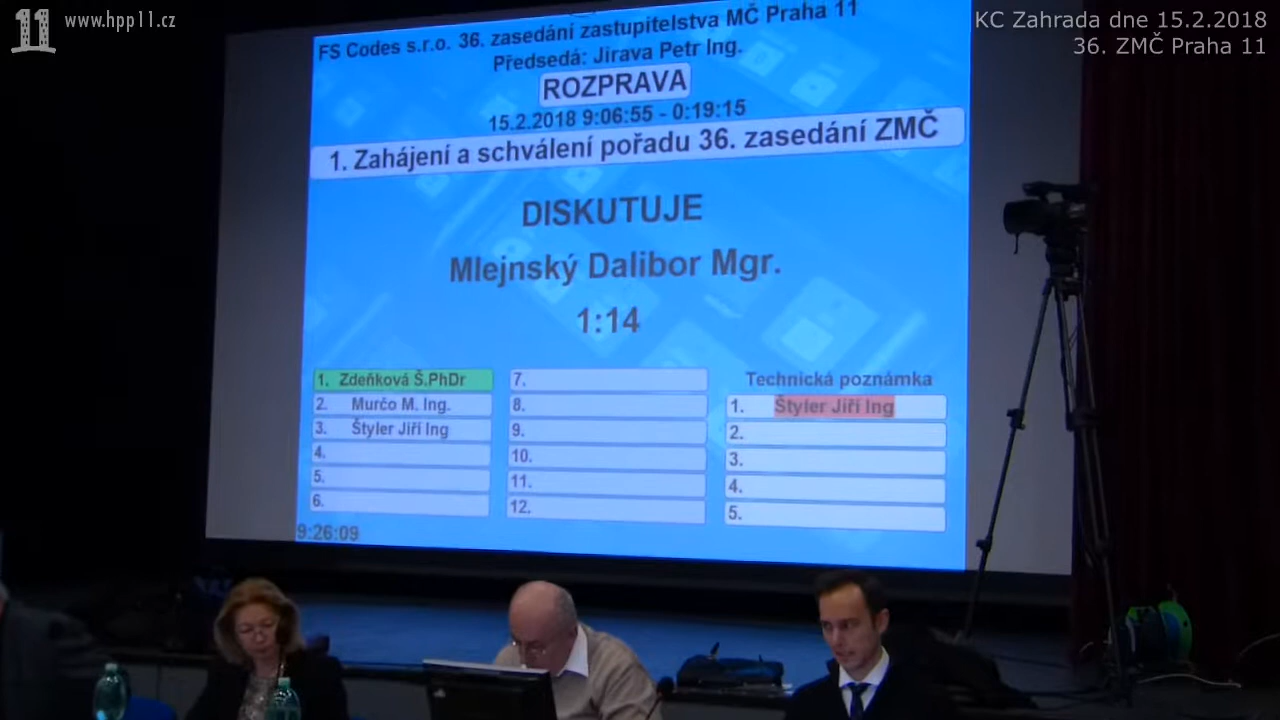 11 www.hpp11.cz
KC Zahrada dne 15.2.2018
36. ZMČ Praha 11
FS Codes s.r.o. 36. zasedání zastupitelstva MČ Praha 11
Předsedá: Jirava Petr Ing.
ROZPRAVA
15.2.2018 9:06:55 - 0:19:15
1. Zahájení a schválení pořadu 36. zasedání ZMČ
DISKUTUJE
Mlejnský Dalibor Mgr.
1:14
1. Zdeňková Š.PhDr
2. Murčo M. Ing.
3. Štyler Jiří Ing
4.
5.
6.
7.
8.
9.
10.
11.
12.
Technická poznámka
1. Štyler Jiří Ing
2.
3.
4.
5.
9:26:09